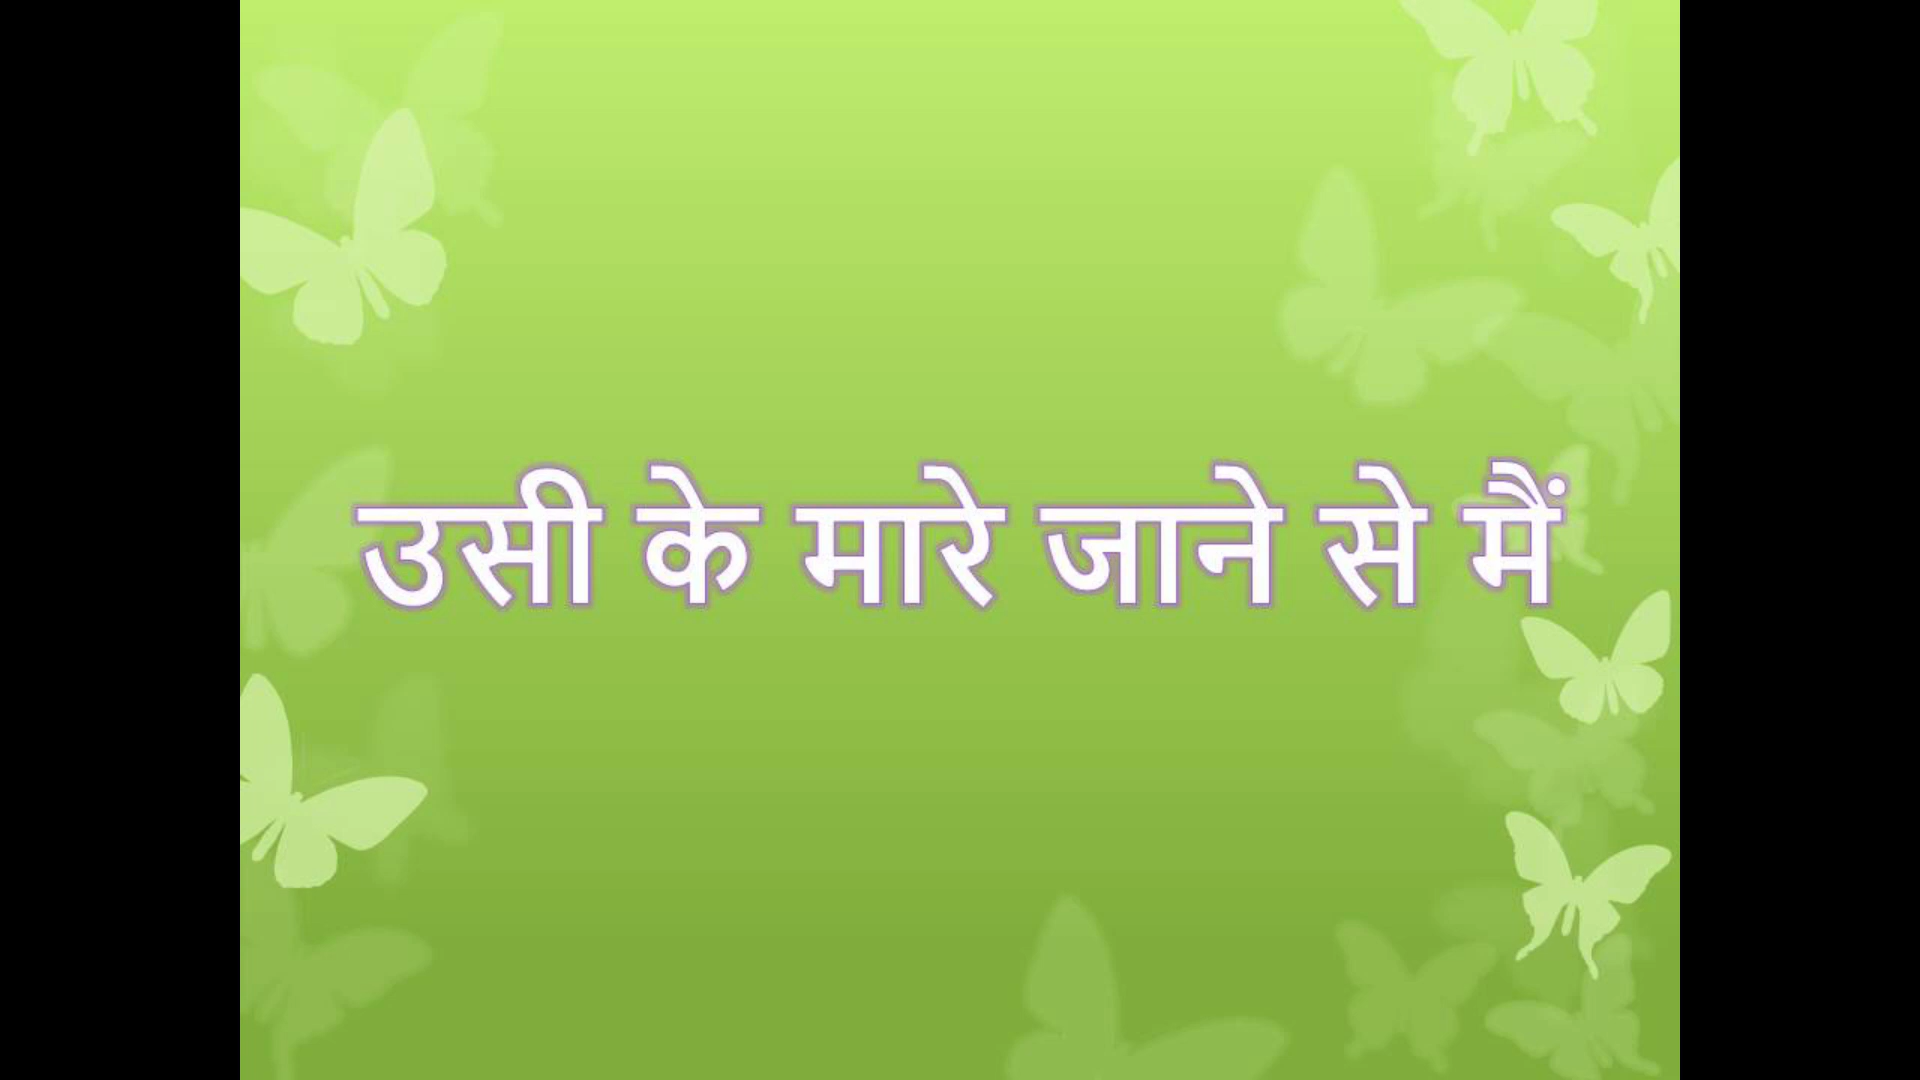 उसी के मारे जाने से मैं